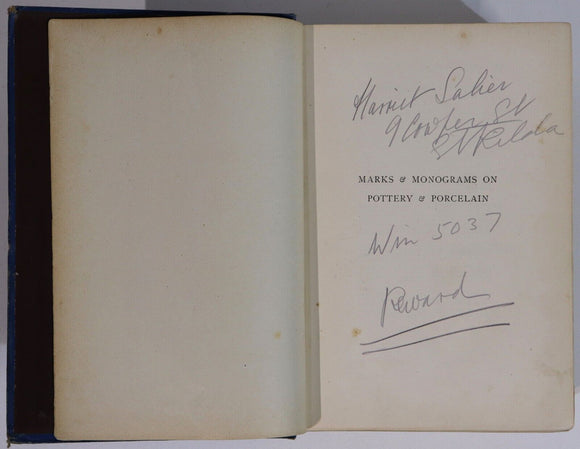 Harriet Salier
9 Cowper St
St Kilda
MARKS & MONOGRAMS ON
POTTERY & PORCELAIN
Win 5037
Reward